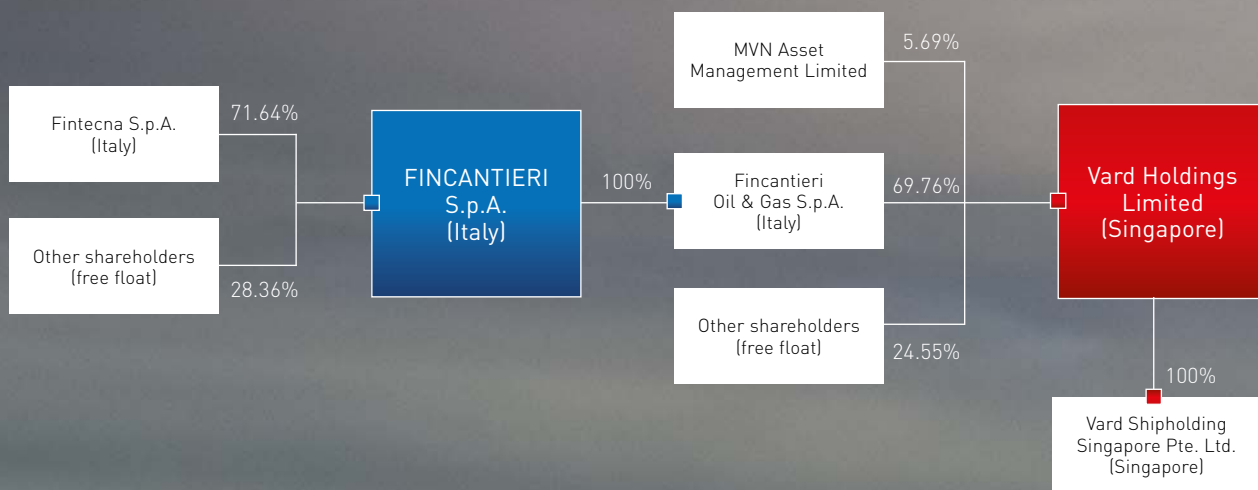 Fintecna S.p.A.
(Italy)
71.64%
Other shareholders
(free float)
28.36%
FINCANTIERI
S.p.A.
(Italy)
100%
MVN Asset
Management Limited
5.69%
Fincantieri
Oil & Gas S.p.A.
(Italy)
69.76%
Other shareholders
(free float)
24.55%
Vard Holdings
Limited
(Singapore)
100%
Vard Shipholding
Singapore Pte. Ltd.
(Singapore)